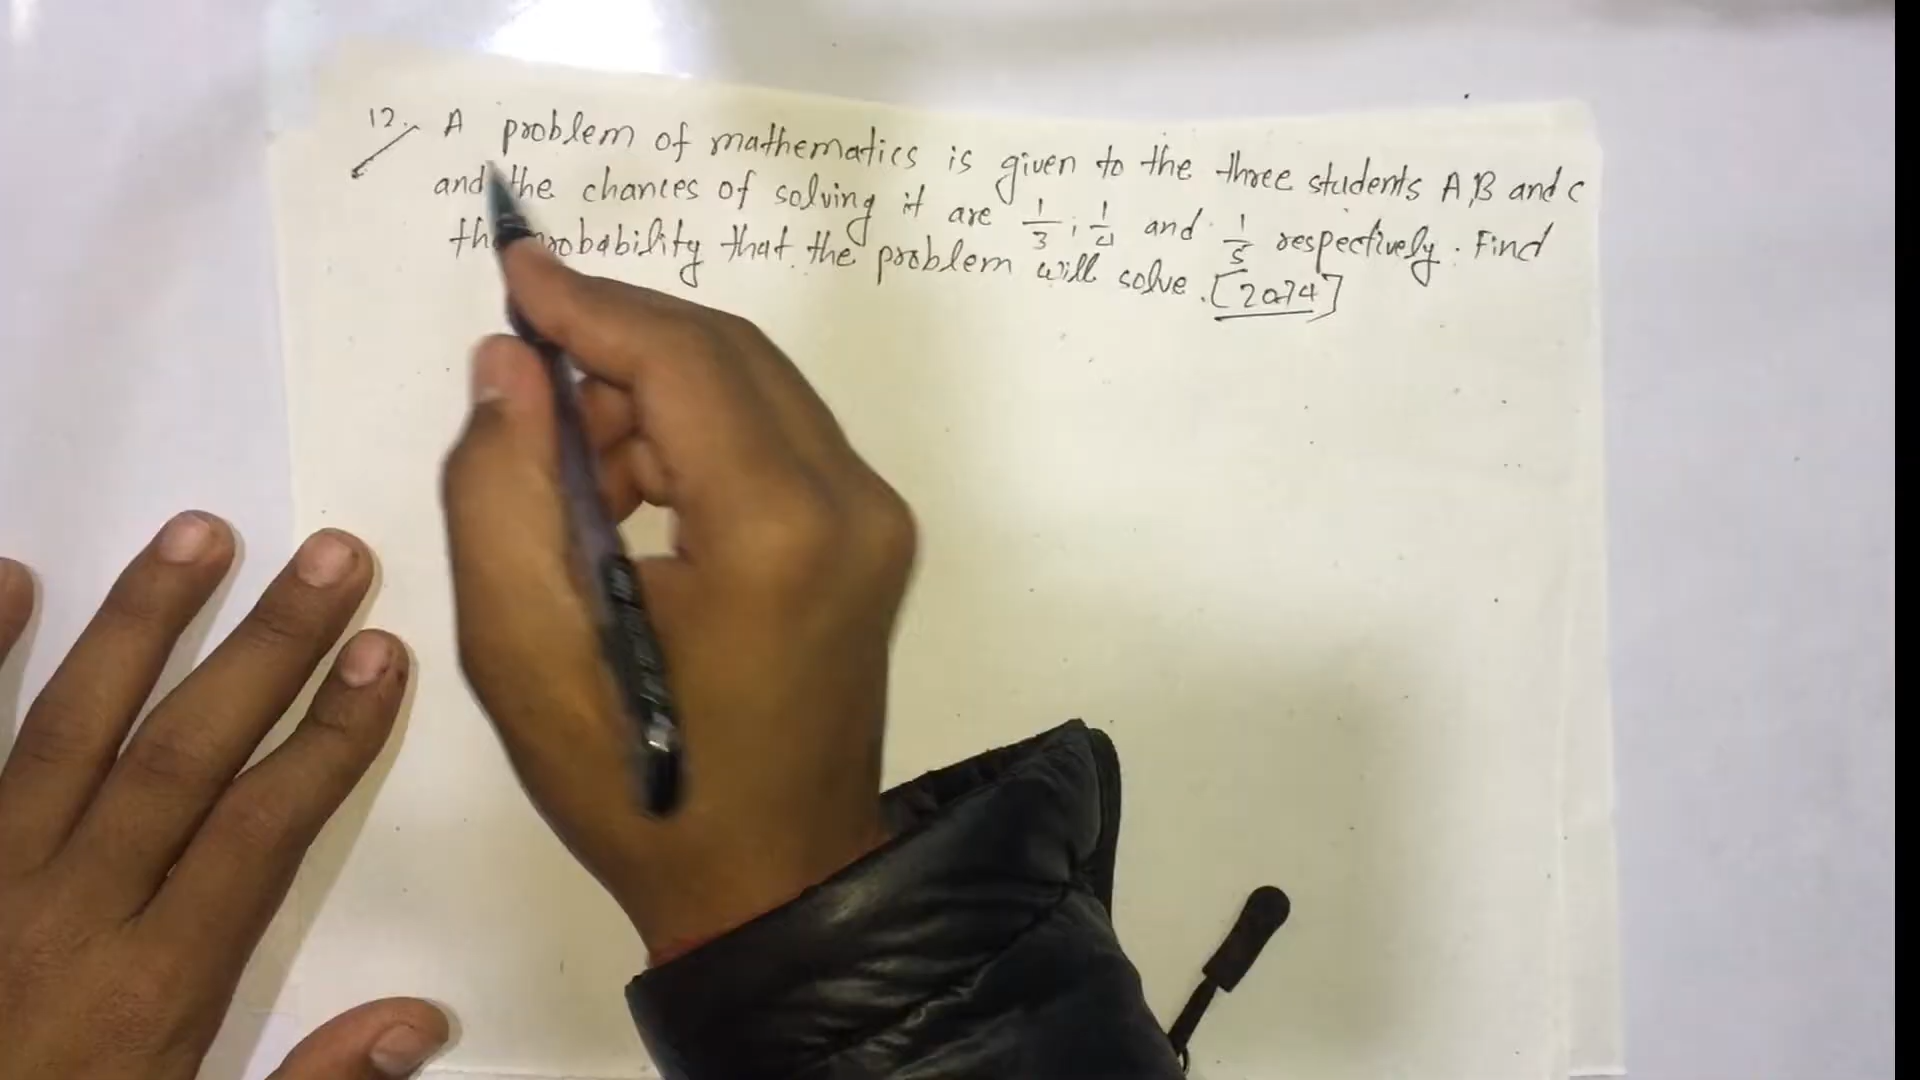 12. A problem of mathematics is given to the three students A, B and C
and the chances of solving it are 1/3, 1/4 and 1/5 respectively. Find
the probability that the problem will solve. [2074]